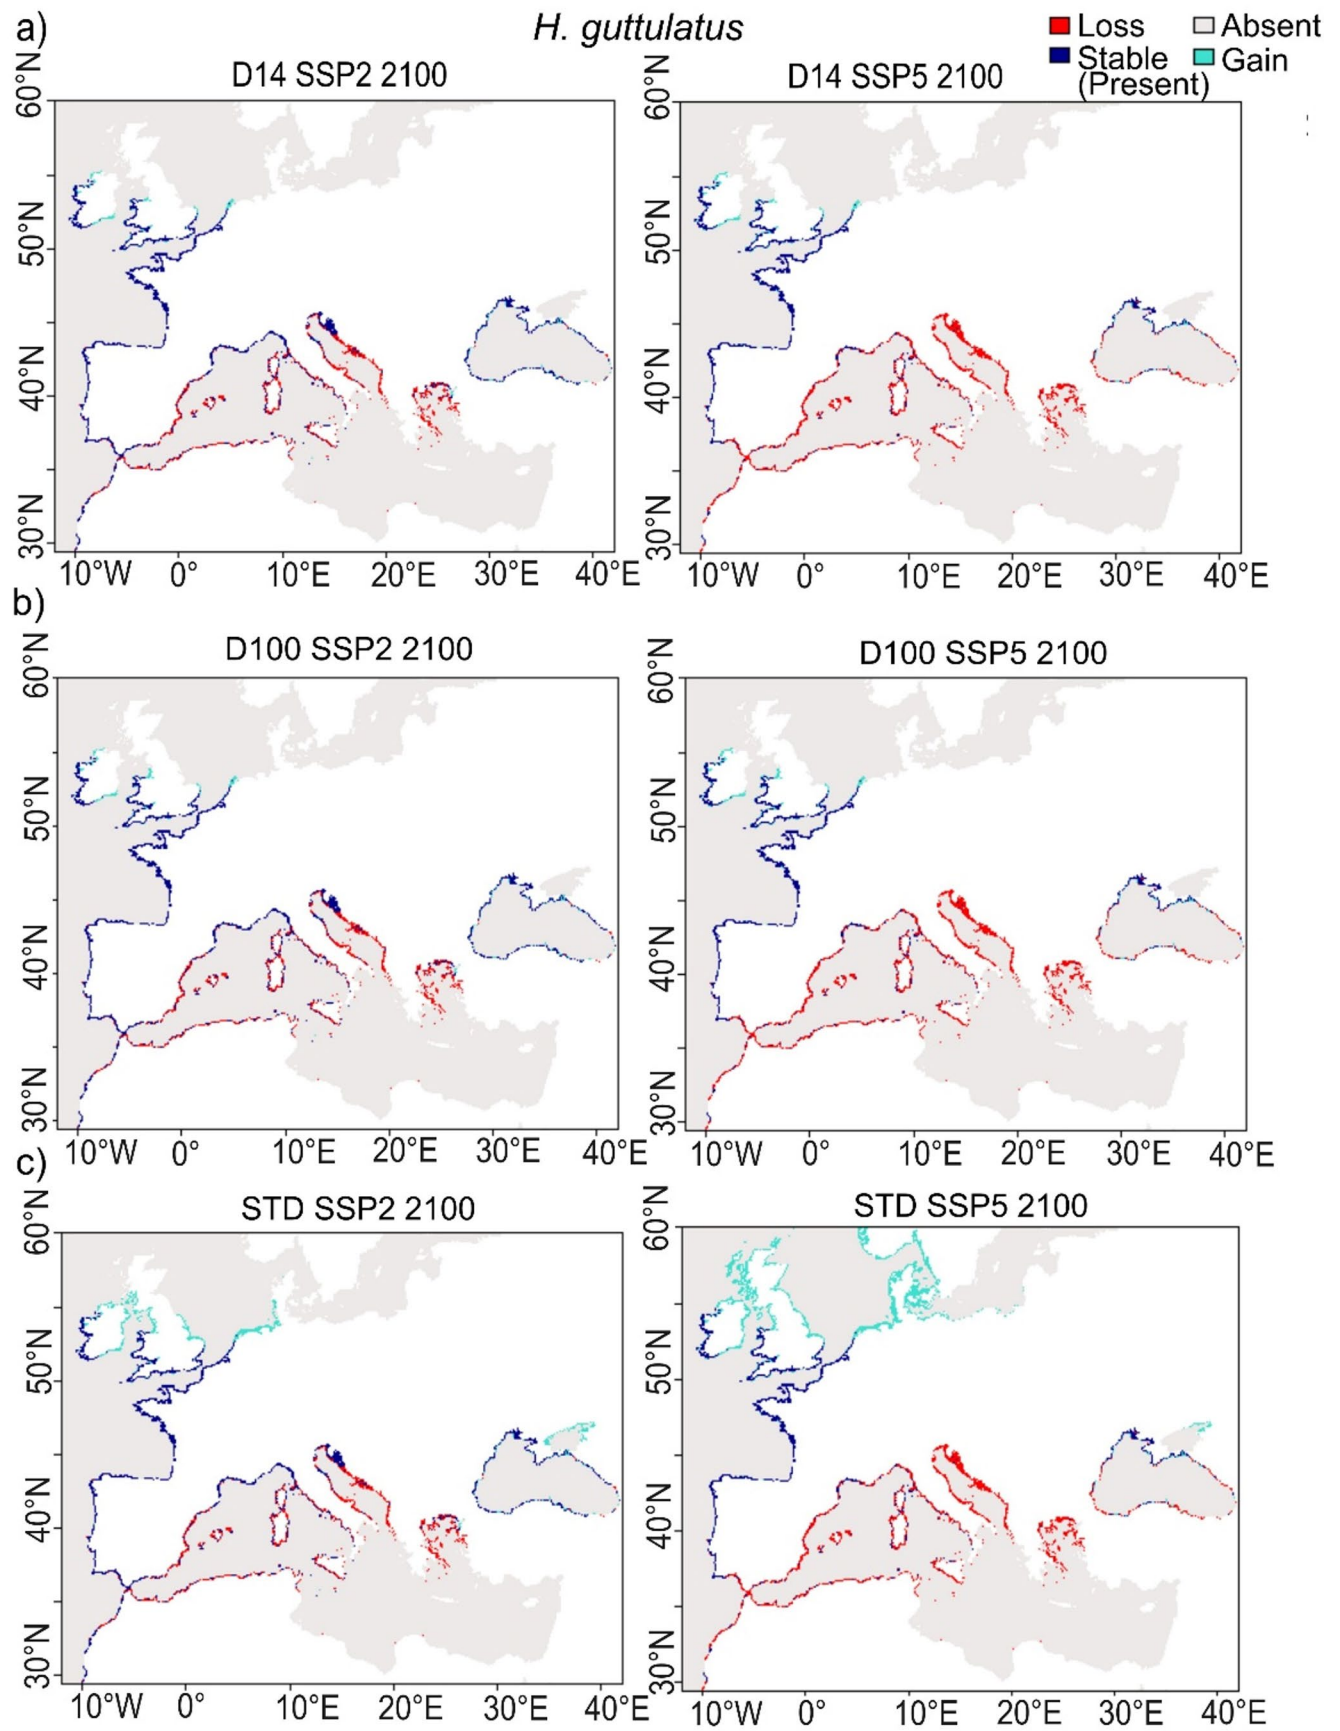 a)
H. guttulatus
Loss
Absent
Stable
(Present)
Gain
D14 SSP2 2100
D14 SSP5 2100
60°N
50°N
40°N
30°N
10°W 0° 10°E 20°E 30°E 40°E
60°N
50°N
40°N
30°N
10°W 0° 10°E 20°E 30°E 40°E
b)
D100 SSP2 2100
D100 SSP5 2100
60°N
50°N
40°N
30°N
10°W 0° 10°E 20°E 30°E 40°E
60°N
50°N
40°N
30°N
10°W 0° 10°E 20°E 30°E 40°E
c)
STD SSP2 2100
STD SSP5 2100
60°N
50°N
40°N
30°N
10°W 0° 10°E 20°E 30°E 40°E
60°N
50°N
40°N
30°N
10°W 0° 10°E 20°E 30°E 40°E